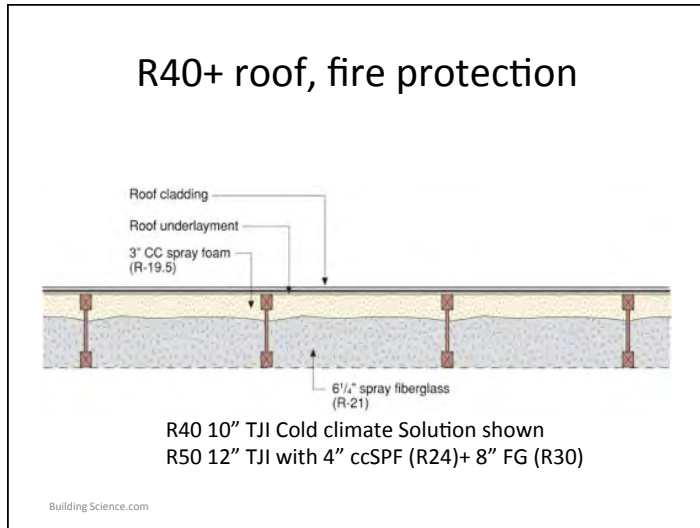 R40+ roof, fire protection
Roof cladding
Roof underlayment
3" CC spray foam
(R-19.5)
6¹/₄" spray fiberglass
(R-21)
R40 10” TJI Cold climate Solution shown
R50 12” TJI with 4” ccSPF (R24)+ 8” FG (R30)
Building Science.com